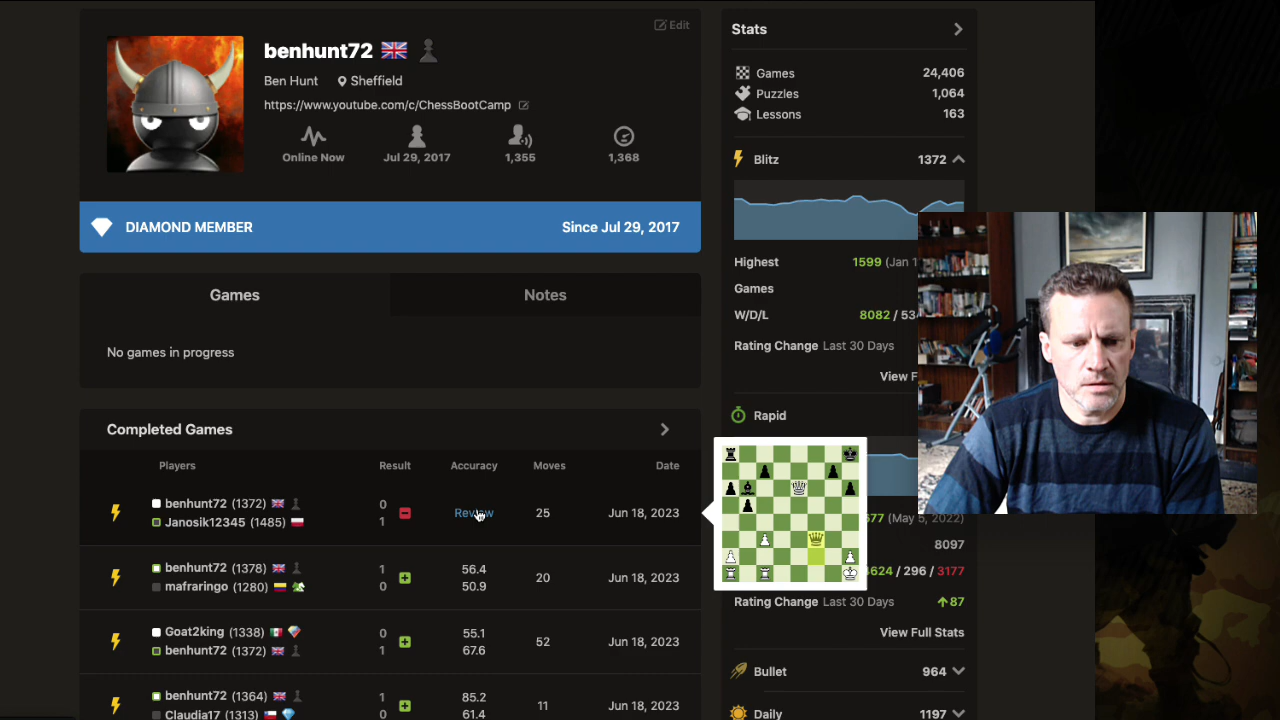 Edit
benhunt72
Ben Hunt Sheffield
https://www.youtube.com/c/ChessBootCamp
Online Now Jul 29, 2017 1,355 1,368
DIAMOND MEMBER Since Jul 29, 2017
Games Notes
No games in progress
Completed Games
Players Result Accuracy Moves Date
benhunt72 (1372) 0
Janosik12345 (1485) 1
Review 25 Jun 18, 2023
benhunt72 (1378) 1 56.4
mafraringo (1280) 0 50.9
20 Jun 18, 2023
Goat2king (1338) 0 55.1
benhunt72 (1372) 1 67.6
52 Jun 18, 2023
benhunt72 (1364) 1 85.2
Claudia17 (1313) 0 61.4
11 Jun 18, 2023
Stats
Games 24,406
Puzzles 1,064
Lessons 163
Blitz 1372
Highest 1599 (Jan 1
Games
W/D/L 8082 / 534
Rating Change Last 30 Days
View F
Rapid
677 (May 5, 2022)
8097
4624 / 296 / 3177
Rating Change Last 30 Days 87
View Full Stats
Bullet 964
Daily 1197